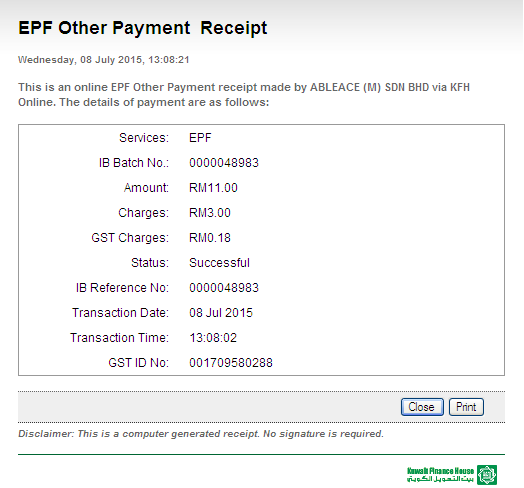 EPF Other Payment Receipt
Wednesday, 08 July 2015, 13:08:21
This is an online EPF Other Payment receipt made by ABLEACE (M) SDN BHD via KFH
Online. The details of payment are as follows:
Services: EPF
IB Batch No.: 0000048983
Amount: RM11.00
Charges: RM3.00
GST Charges: RM0.18
Status: Successful
IB Reference No: 0000048983
Transaction Date: 08 Jul 2015
Transaction Time: 13:08:02
GST ID No: 001709580288
Close Print
Disclaimer: This is a computer generated receipt. No signature is required.
Kuwait Finance House
بيت التمويل الكويتي